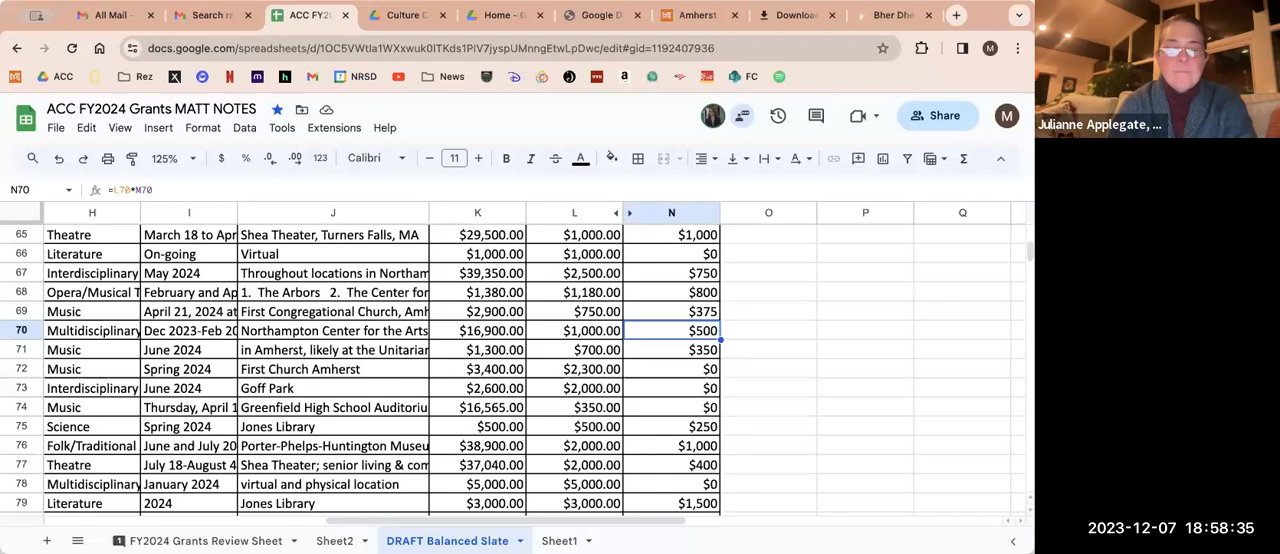 All Mail -
Search re
ACC FY2
Culture D
Home - G
Google D
Amherst
Downloa
Bher Dhe
docs.google.com/spreadsheets/d/1OC5VWtIa1WXxwuk0lTKds1PlV7jyspUMnngEtwLpDwc/edit#gid=1192407936
M
ACC
Rez
NRSD
News
FC
ACC FY2024 Grants MATT NOTES
File Edit View Insert Format Data Tools Extensions Help
Share
M
125% $ % .0 .00 123 Calibri 11 B I A
N70 fx =L70*M70
H I J K L N O P Q
65 Theatre March 18 to Apr Shea Theater, Turners Falls, MA $29,500.00 $1,000.00 $1,000
66 Literature On-going Virtual $1,000.00 $1,000.00 $0
67 Interdisciplinary May 2024 Throughout locations in Northam $39,350.00 $2,500.00 $750
68 Opera/Musical T February and Ap 1. The Arbors 2. The Center for $1,380.00 $1,180.00 $800
69 Music April 21, 2024 at First Congregational Church, Amh $2,900.00 $750.00 $375
70 Multidisciplinary Dec 2023-Feb 20 Northampton Center for the Arts $16,900.00 $1,000.00 $500
71 Music June 2024 in Amherst, likely at the Unitarian $1,300.00 $700.00 $350
72 Music Spring 2024 First Church Amherst $3,400.00 $2,300.00 $0
73 Interdisciplinary June 2024 Goff Park $2,600.00 $2,000.00 $0
74 Music Thursday, April 1 Greenfield High School Auditoriu $16,565.00 $350.00 $0
75 Science Spring 2024 Jones Library $500.00 $500.00 $250
76 Folk/Traditional June and July 20 Porter-Phelps-Huntington Museu $38,900.00 $2,000.00 $1,000
77 Theatre July 18-August 4 Shea Theater; senior living & com $37,040.00 $2,000.00 $400
78 Multidisciplinary January 2024 virtual and physical location $5,000.00 $5,000.00 $0
79 Literature 2024 Jones Library $3,000.00 $3,000.00 $1,500
FY2024 Grants Review Sheet Sheet2 DRAFT Balanced Slate Sheet1
Julianne Applegate, ...
2023-12-07 18:58:35